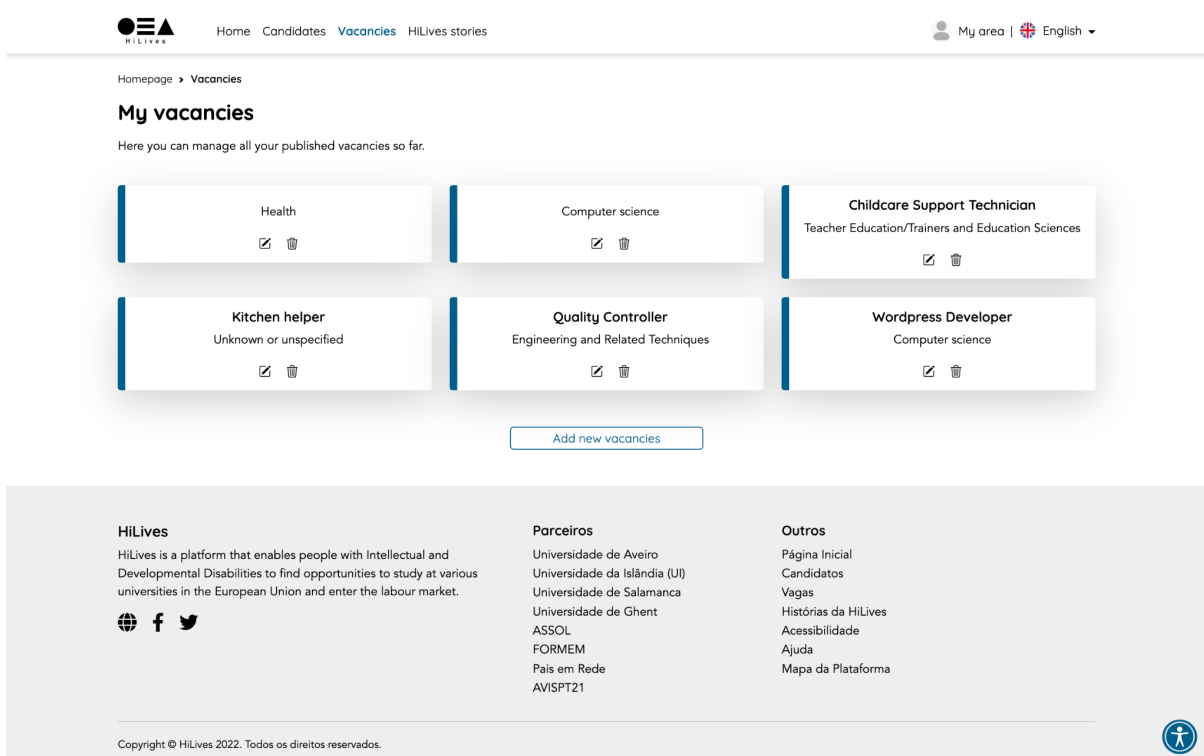 HiLives
Home Candidates Vacancies HiLives stories
My area | English
Homepage > Vacancies
My vacancies
Here you can manage all your published vacancies so far.
Health
Computer science
Childcare Support Technician
Teacher Education/Trainers and Education Sciences
Kitchen helper
Unknown or unspecified
Quality Controller
Engineering and Related Techniques
Wordpress Developer
Computer science
Add new vacancies
HiLives
HiLives is a platform that enables people with Intellectual and
Developmental Disabilities to find opportunities to study at various
universities in the European Union and enter the labour market.
Parceiros
Universidade de Aveiro
Universidade da Islândia (UI)
Universidade de Salamanca
Universidade de Ghent
ASSOL
FORMEM
Pais em Rede
AVISPT21
Outros
Página Inicial
Candidatos
Vagas
Histórias da HiLives
Acessibilidade
Ajuda
Mapa da Plataforma
Copyright © HiLives 2022. Todos os direitos reservados.